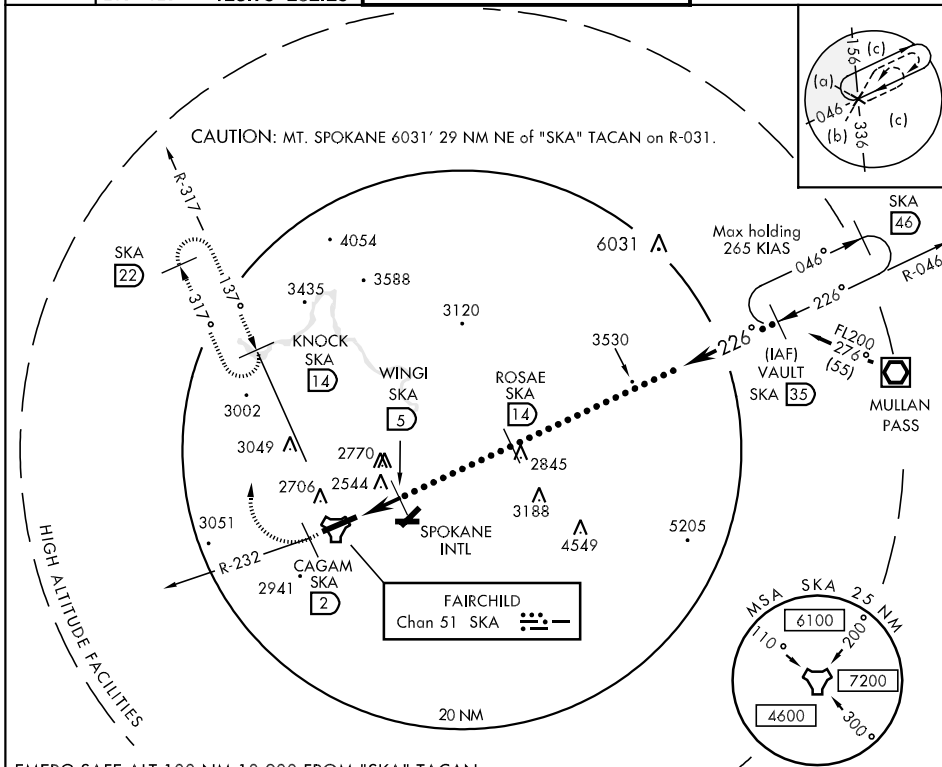 CAUTION: MT. SPOKANE 6031' 29 NM NE of "SKA" TACAN on R-031.
156
(c)
(a)
046
(b)
336
(c)
R-317
SKA
22
317°
137°
4054
3588
3435
3120
6031
Max holding
265 KIAS
SKA
46
046°
R-046
226°
226°
FL200
276°
(55)
(IAF)
VAULT
SKA 35
MULLAN
PASS
3530
KNOCK
SKA
14
WINGI
SKA
5
ROSAE
SKA
14
3002
3049
2770
2544
2706
2845
3188
4549
5205
3051
R-232
2941
CAGAM
SKA
2
SPOKANE
INTL
FAIRCHILD
Chan 51 SKA
HIGH ALTITUDE FACILITIES
20 NM
MSA SKA 25 NM
6100
110°
200°
7200
4600
300°